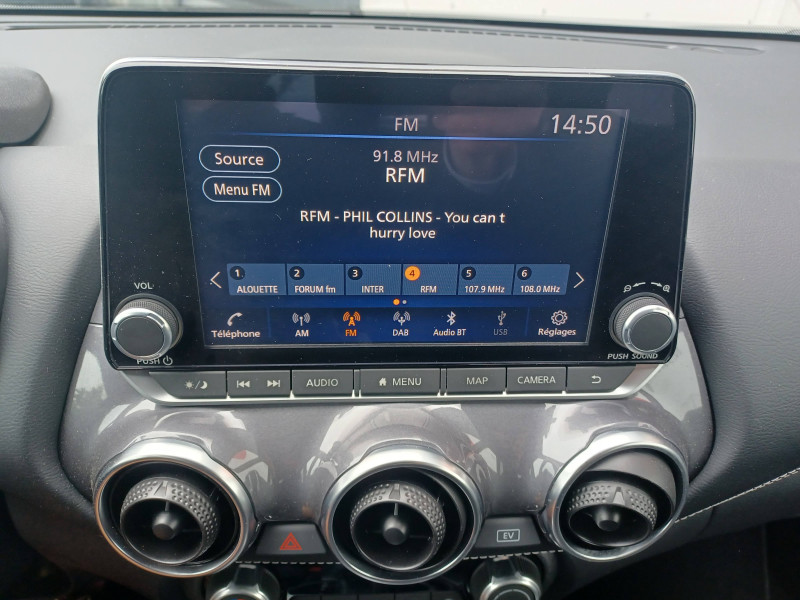 FM
14:50
Source
91.8 MHz
RFM
Menu FM
RFM - PHIL COLLINS - You can t
hurry love
1 2 3 4 5 6
ALOUETTE FORUM fm INTER RFM 107.9 MHz 108.0 MHz
Téléphone AM FM DAB Audio BT USB Réglages
VOL
PUSH
PUSH SOUND
AUDIO MENU MAP CAMERA
EV